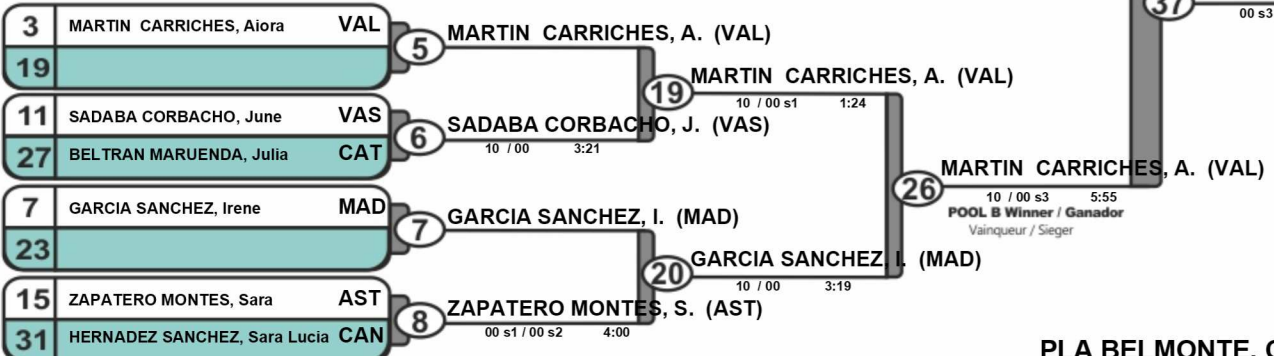 3 MARTIN CARRICHES, Aiora VAL
19
5
MARTIN CARRICHES, A. (VAL)
11 SADABA CORBACHO, June VAS
27 BELTRAN MARUENDA, Julia CAT
6
SADABA CORBACHO, J. (VAS)
10 / 00 3:21
19
MARTIN CARRICHES, A. (VAL)
10 / 00 s1 1:24
7 GARCIA SANCHEZ, Irene MAD
23
7
GARCIA SANCHEZ, I. (MAD)
15 ZAPATERO MONTES, Sara AST
31 HERNADEZ SANCHEZ, Sara Lucia CAN
8
ZAPATERO MONTES, S. (AST)
00 s1 / 00 s2 4:00
20
GARCIA SANCHEZ, I. (MAD)
10 / 00 3:19
26
MARTIN CARRICHES, A. (VAL)
10 / 00 s3 5:55
POOL B Winner / Ganador
Vainqueur / Sieger
37
00 s3
PLA BELMONTE,